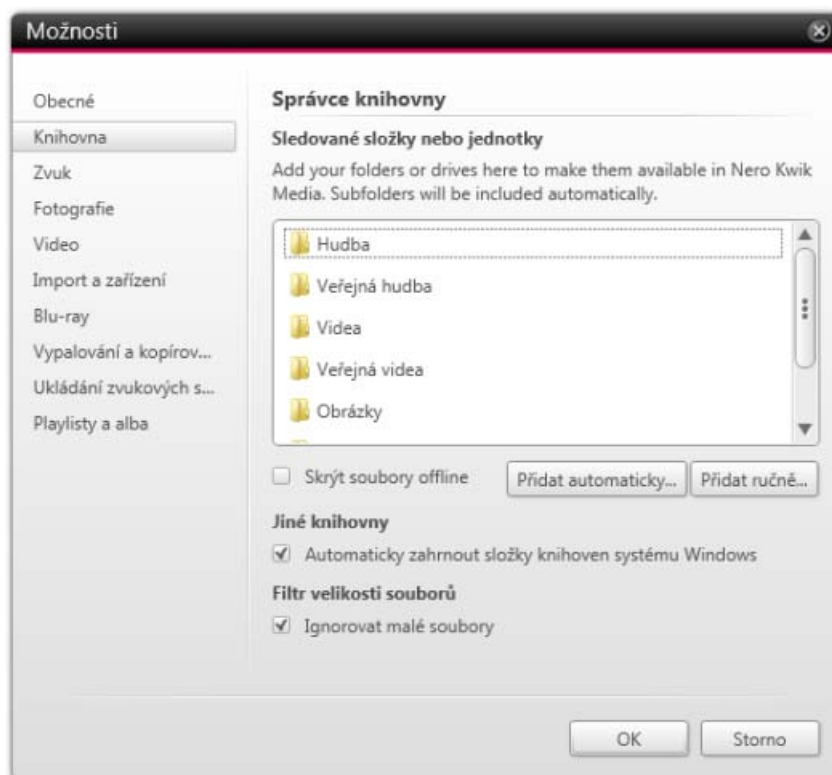 Možnosti
Obecné
Knihovna
Zvuk
Fotografie
Video
Import a zařízení
Blu-ray
Vypalování a kopírov...
Ukládání zvukových s...
Playlisty a alba
Správce knihovny
Sledované složky nebo jednotky
Add your folders or drives here to make them available in Nero Kwik
Media. Subfolders will be included automatically.
Hudba
Veřejná hudba
Videa
Veřejná videa
Obrázky
Skrýt soubory offline
Přidat automaticky...
Přidat ručně...
Jiné knihovny
Automaticky zahrnout složky knihoven systému Windows
Filtr velikosti souborů
Ignorovat malé soubory
OK
Storno